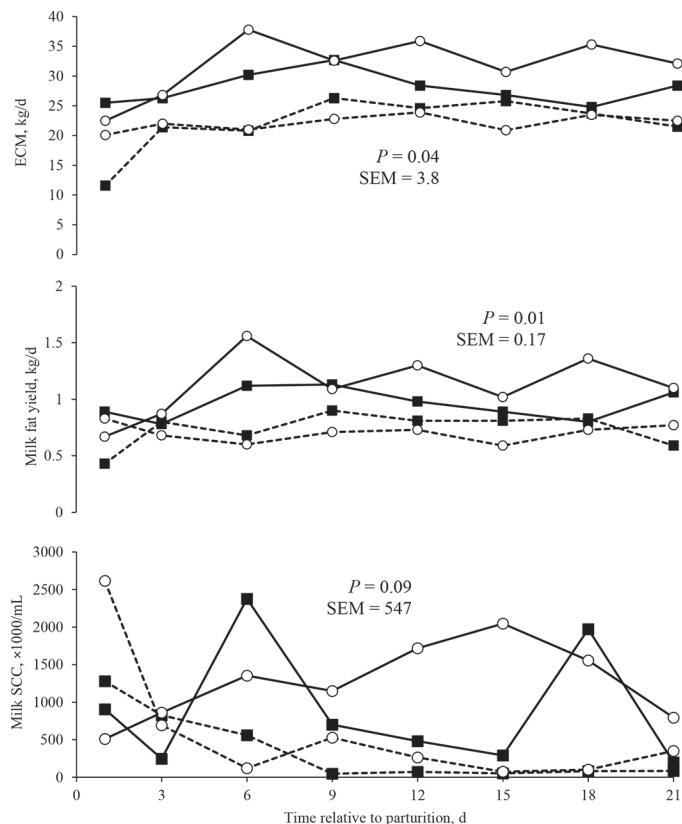 40
35
30
25
20
15
10
5
0
ECM, kg/d
P = 0.04
SEM = 3.8
2
1.5
1
0.5
0
Milk fat yield, kg/d
P = 0.01
SEM = 0.17
3000
2500
2000
1500
1000
500
0
Milk SCC, ×1000/mL
P = 0.09
SEM = 547
0 3 6 9 12 15 18 21
Time relative to parturition, d